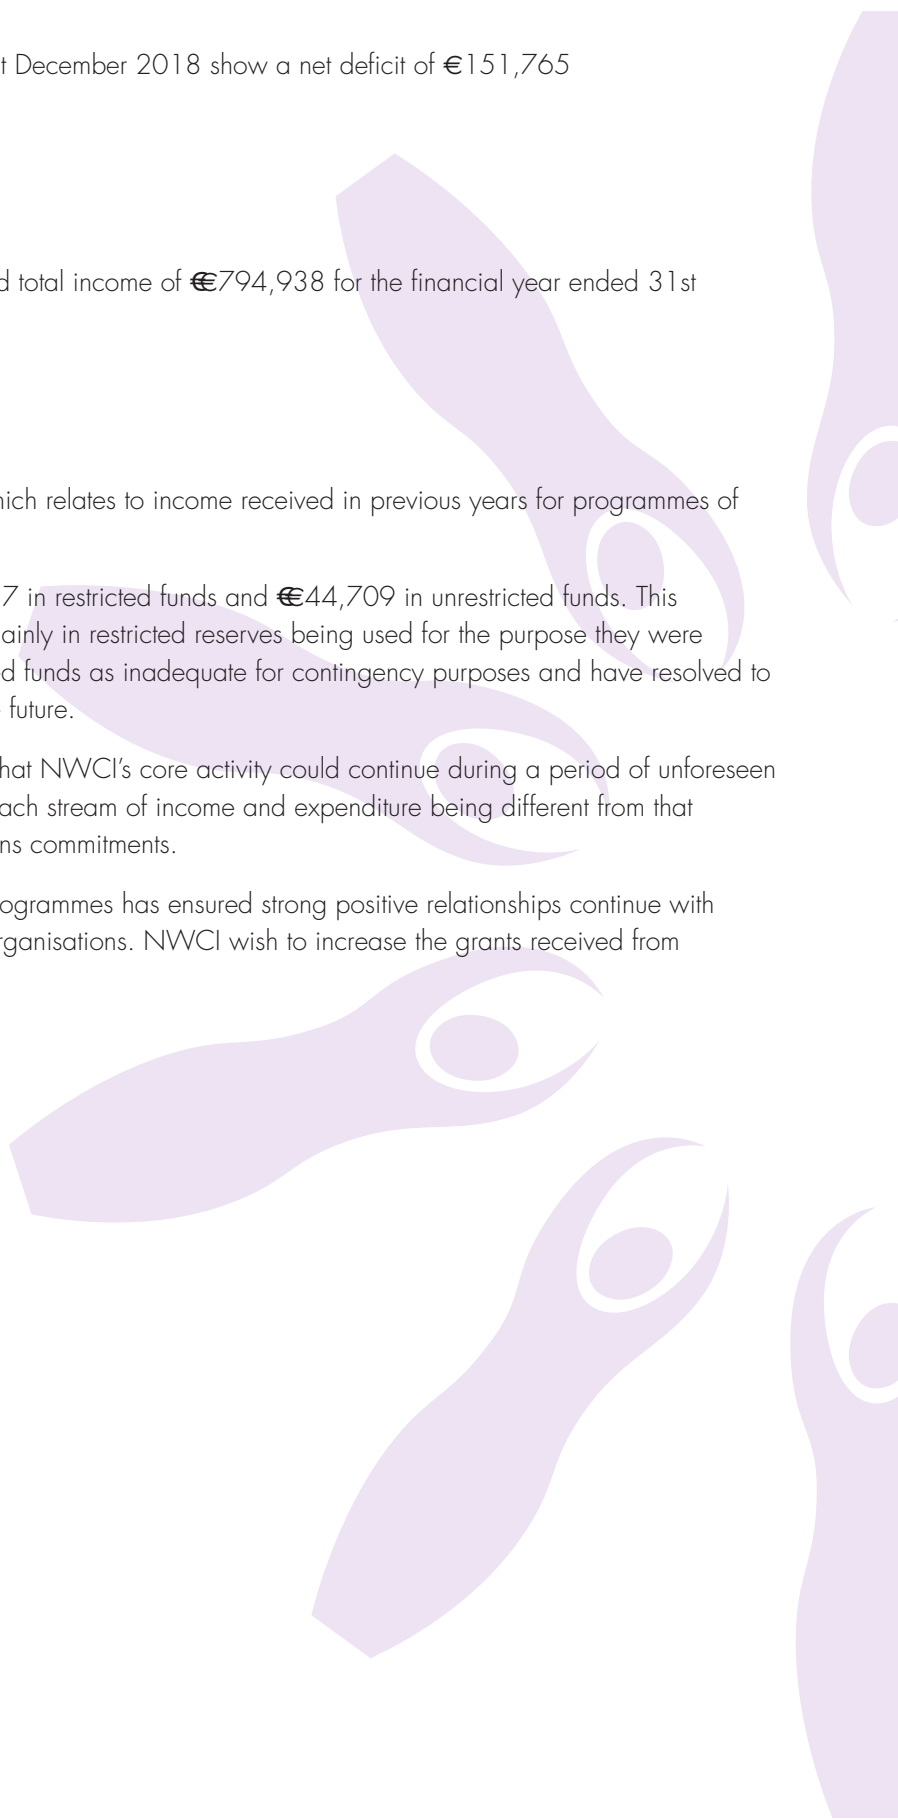 t December 2018 show a net deficit of €151,765
d total income of €€794,938 for the financial year ended 31st
hich relates to income received in previous years for programmes of
7 in restricted funds and €€44,709 in unrestricted funds. This
ainly in restricted reserves being used for the purpose they were
d funds as inadequate for contingency purposes and have resolved to
future.
hat NWCI’s core activity could continue during a period of unforeseen
ach stream of income and expenditure being different from that
ns commitments.
ogrammes has ensured strong positive relationships continue with
rganisations. NWCI wish to increase the grants received from